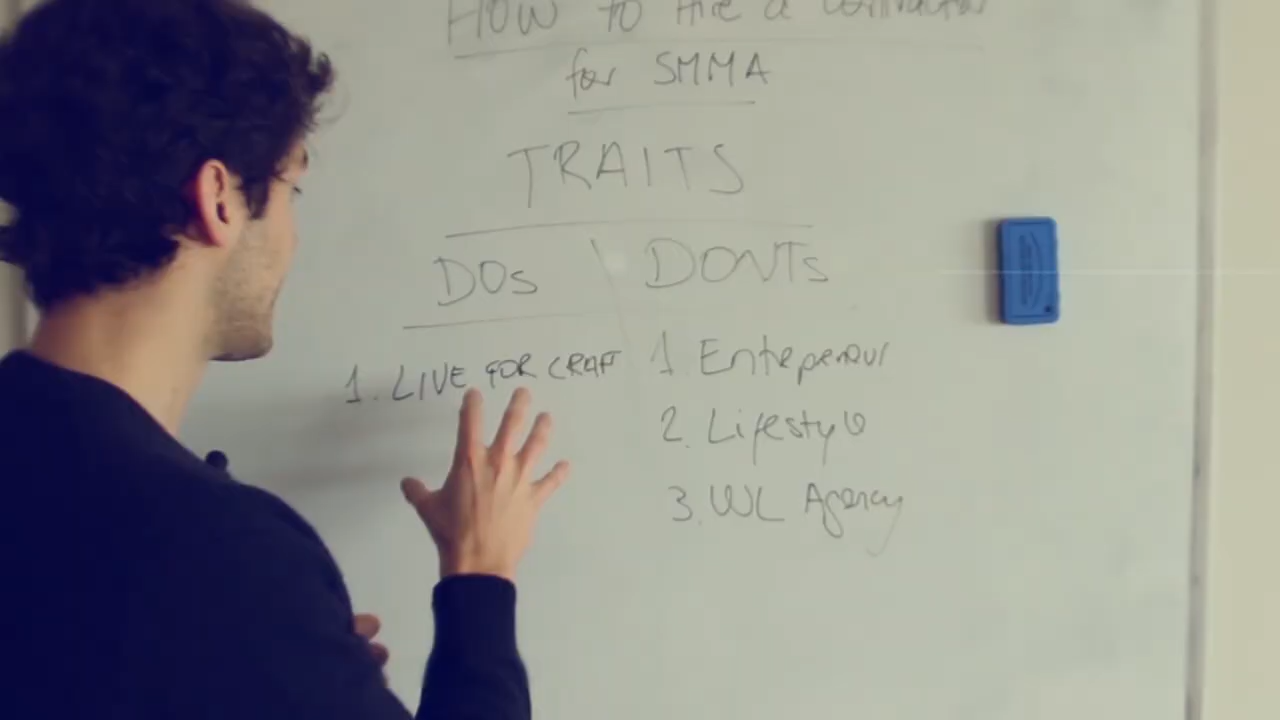 How to Hire a contractor
for SMMA
TRAITS
DOs
DONTs
1. LIVE FOR CRAFT
1. Entepenour
2. Lifestyle
3. WL Agency